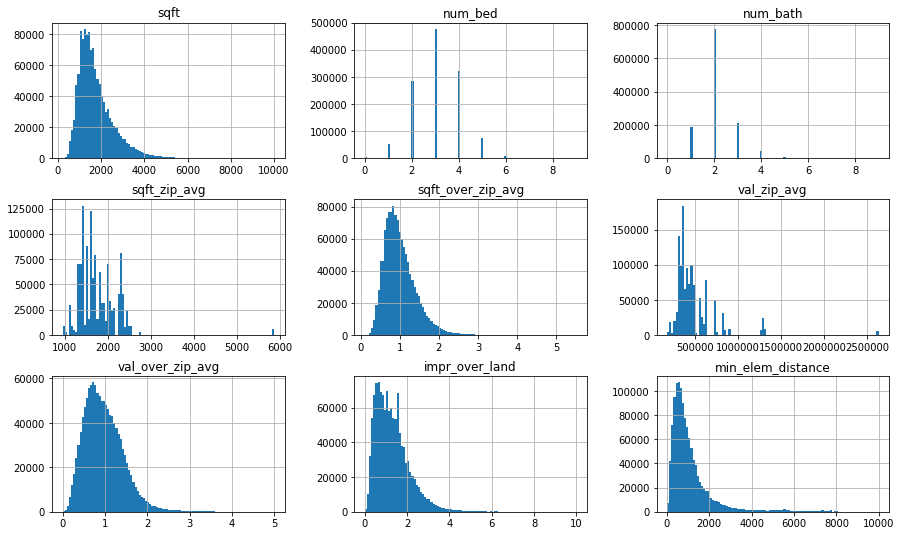 sqft
80000
60000
40000
20000
0
0 2000 4000 6000 8000 10000
num_bed
500000
400000
300000
200000
100000
0
0 2 4 6 8
num_bath
800000
600000
400000
200000
0
0 2 4 6 8
sqft_zip_avg
125000
100000
75000
50000
25000
0
1000 2000 3000 4000 5000 6000
sqft_over_zip_avg
80000
60000
40000
20000
0
0 1 2 3 4 5
val_zip_avg
150000
100000
50000
0
500000 1000000 1500000 2000000 2500000
val_over_zip_avg
60000
40000
20000
0
0 1 2 3 4 5
impr_over_land
60000
40000
20000
0
0 2 4 6 8 10
min_elem_distance
100000
80000
60000
40000
20000
0
0 2000 4000 6000 8000 10000